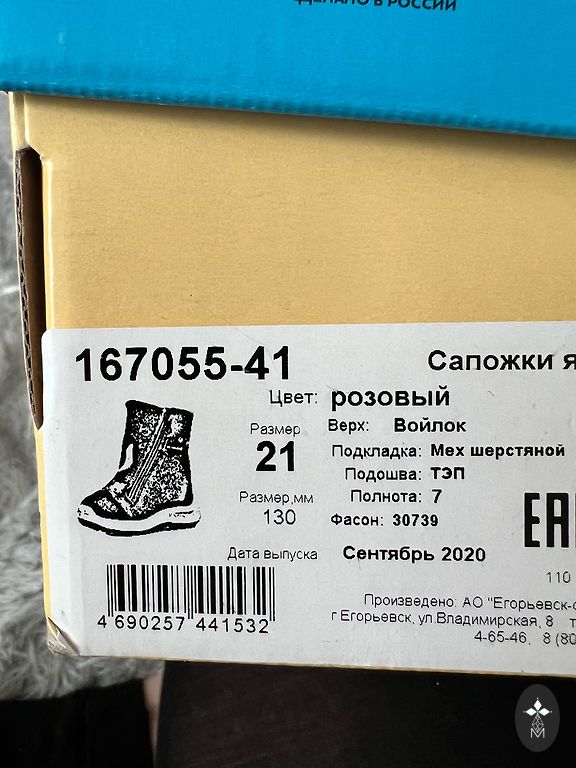 СДЕЛАНО В РОССИИ
167055-41
Сапожки я
Цвет: розовый
Размер
21
Верх: Войлок
Подкладка: Мех шерстяной
Подошва: ТЭП
Размер,мм
130
Полнота: 7
Фасон: 30739
EAC
Дата выпуска Сентябрь 2020
110
Произведено: АО "Егорьевск-о
г Егорьевск, ул.Владимирская, 8 т
4-65-46, 8 (80
4 690257 441532
M